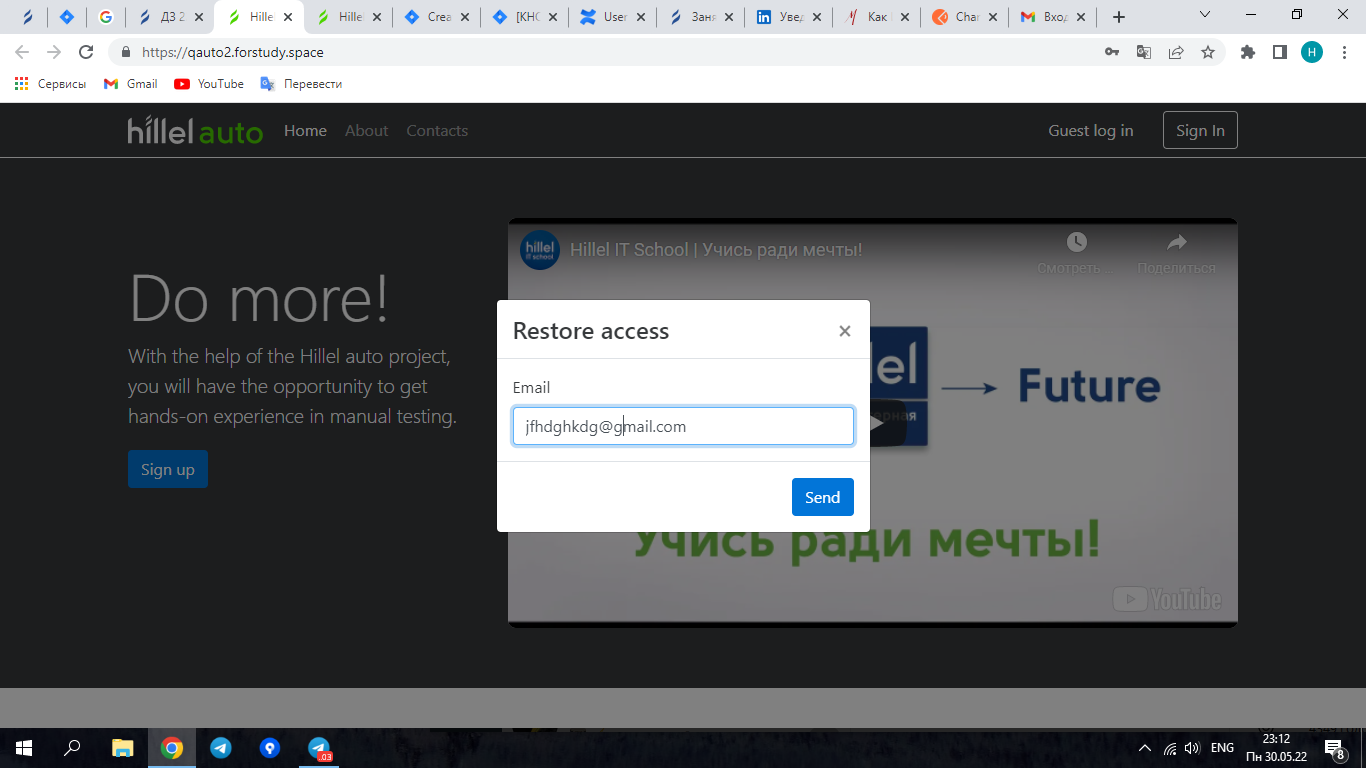 ДЗ 2
Hille
Hille
Crea
[КНС
User
Заня
Увед
Как
Char
Вход
https://qauto2.forstudy.space
Н
Сервисы
Gmail
YouTube
Перевести
hillel auto
Home
About
Contacts
Guest log in
Sign In
hillel
IT school
Hillel IT School | Учись ради мечты!
Смотреть...
Поделиться
Do more!
With the help of the Hillel auto project,
you will have the opportunity to get
hands-on experience in manual testing.
Sign up
Restore access
×
Email
jfhdghkdg@gmail.com
Send
Future
Учись ради мечты!
YouTube
.03
ENG
23:12
Пн 30.05.22
8